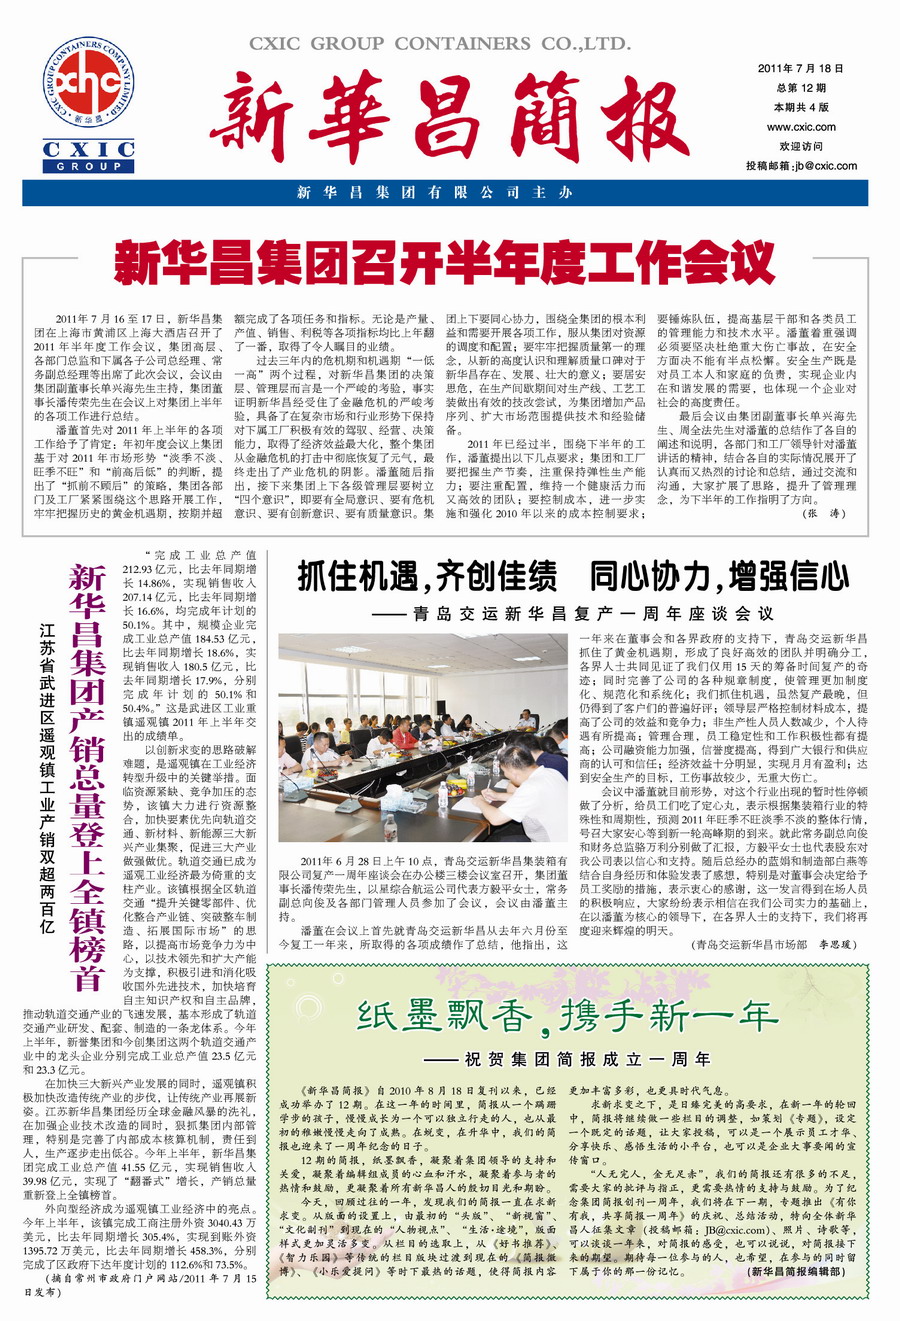 CXIC GROUP CONTAINERS CO.,LTD.
CXIC GROUP CONTAINERS COMPANY LIMITED
cxhc
新华昌
CXIC
GROUP
新華昌簡报
2011年7月18日
总第12期
本期共4版
www.cxic.com
欢迎访问
投稿邮箱:jb@cxic.com
新华昌集团有限公司主办
新华昌集团召开半年度工作会议
2011年7月16至17日，新华昌集
团在上海市黄浦区上海大酒店召开了
2011年半年度工作会议，集团高层、
各部门总监和下属各子公司总经理、常
务副总经理等出席了此次会议，会议由
集团副董事长单兴海先生主持，集团董
事长潘传荣先生在会议上对集团上半年
的各项工作进行总结。
潘董首先对2011年上半年的各项
工作给予了肯定：年初年度会议上集团
基于对2011年市场形势“淡季不淡、
旺季不旺”和“前高后低”的判断，提
出了“抓前不顾后”的策略，集团各部
门及工厂紧紧围绕这个思路开展工作，
牢牢把握历史的黄金机遇期，按期并超
额完成了各项任务和指标。无论是产量、
产值、销售、利税等各项指标均比上年翻
了一番，取得了令人瞩目的业绩。
过去三年内的危机期和机遇期“一低
一高”两个过程，对新华昌集团的决策
层、管理层而言是一个严峻的考验，事实
证明新华昌经受住了金融危机的严峻考
验，具备了在复杂市场和行业形势下保持
对下属工厂积极有效的驾驭、经营、决策
能力，取得了经济效益最大化，整个集团
从金融危机的打击中彻底恢复了元气，最
终走出了产业危机的阴影。潘董随后指
出，接下来集团上下各级管理层要树立
“四个意识”，即要有全局意识、要有危机
意识、要有创新意识、要有质量意识。集
团上下要同心协力，围绕全集团的根本利
益和需要开展各项工作，服从集团对资源
的调度和配置；要牢牢把握质量第一的理
念，从新的高度认识和理解质量口碑对于
新华昌存在、发展、壮大的意义；要居安
思危，在生产间歇期间对生产线、工艺工
装做出有效的技改尝试，为集团增加产品
序列、扩大市场范围提供技术和经验储
备。
2011年已经过半，围绕下半年的工
作，潘董提出以下几点要求：集团和工厂
要把握生产节奏，注重保持弹性生产能
力；要注重配置，维持一个健康活力而
又高效的团队；要控制成本，进一步实
施和强化2010年以来的成本控制要求；
要锤炼队伍，提高基层干部和各类员工
的管理能力和技术水平。潘董着重强调
必须要坚决杜绝重大伤亡事故，在安全
方面决不能有半点松懈。安全生产既是
对员工本人和家庭的负责，实现企业内
在和谐发展的需要，也体现一个企业对
社会的高度责任。
最后会议由集团副董事长单兴海先
生、周全法先生对潘董的总结作了各自的
阐述和说明，各部门和工厂领导针对潘董
讲话的精神，结合各自的实际情况展开了
认真而又热烈的讨论和总结，通过交流和
沟通，大家扩展了思路，提升了管理理
念，为下半年的工作指明了方向。
(张 涛)
新华昌集团产销总量登上全镇榜首
江苏省武进区遥观镇工业产销双超两百亿
“完成工业总产值
212.93亿元，比去年同期增
长14.86%，实现销售收入
207.14亿元，比去年同期增
长16.6%，均完成年计划的
50.1%。其中，规模企业完
成工业总产值184.53亿元，
比去年同期增长18.6%，实
现销售收入180.5亿元，比
去年同期增长17.9%，分别
完成年计划的50.1%和
50.4%。”这是武进区工业重
镇遥观镇2011年上半年交
出的成绩单。
以创新求变的思路破解
难题，是遥观镇在工业经济
转型升级中的关键举措。面
临资源紧缺、竞争加压的态
势，该镇大力进行资源整
合，加快要素优先向轨道交
通、新材料、新能源三大新
兴产业集聚，促进三大产业
做强做优。轨道交通已成为
遥观工业经济最为倚重的支
柱产业。该镇根据全区轨道
交通“提升关键零部件、优
化整合产业链、突破整车制
造、拓展国际市场”的思
路，以提高市场竞争力为中
心，以技术领先和扩大产能
为支撑，积极引进和消化吸
收国外先进技术，加快培育
自主知识产权和自主品牌，
推动轨道交通产业的飞速发展，基本形成了轨道
交通产业研发、配套、制造的一条龙体系。今年
上半年，新誉集团和今创集团这两个轨道交通产
业中的龙头企业分别完成工业总产值23.5亿元
和23.3亿元。
在加快三大新兴产业发展的同时，遥观镇积
极加快改造传统产业的步伐，让传统产业再展新
姿。江苏新华昌集团经历全球金融风暴的洗礼，
在加强企业技术改造的同时，狠抓集团内部管
理，特别是完善了内部成本核算机制，责任到
人，生产逐步走出低谷。今年上半年，新华昌集
团完成工业总产值41.55亿元，实现销售收入
39.98亿元，实现了“翻番式”增长，产销总量
重新登上全镇榜首。
外向型经济成为遥观镇工业经济中的亮点。
今年上半年，该镇完成工商注册外资3040.43万
美元，比去年同期增长305.4%，实现到账外资
1395.72万美元，比去年同期增长458.3%，分别
完成了区政府下达年度计划的112.6%和73.5%。
(摘自常州市政府门户网站/2011年7月15
日发布)
抓住机遇，齐创佳绩 同心协力，增强信心
——青岛交运新华昌复产一周年座谈会议
2011年6月28日上午10点，青岛交运新华昌集装箱有
限公司复产一周年座谈会在办公楼三楼会议室召开，集团董
事长潘传荣先生，以星综合航运公司代表方毅平女士，常务
副总向俊及各部门管理人员参加了会议，会议由潘董主
持。
潘董在会议上首先就青岛交运新华昌从去年六月份至
今复工一年来，所取得的各项成绩作了总结，他指出，这
一年来在董事会和各界政府的支持下，青岛交运新华昌
抓住了黄金机遇期，形成了良好高效的团队并明确分工，
各界人士共同见证了我们仅用15天的筹备时间复产的奇
迹；同时完善了公司的各种规章制度，使管理更加制度
化、规范化和系统化；我们抓住机遇，虽然复产最晚，但
仍得到了客户们的普遍好评；领导层严格控制材料成本，提
高了公司的效益和竞争力；非生产性人员人数减少，个人待
遇有所提高；管理合理，员工稳定性和工作积极性都有提
高；公司融资能力加强，信誉度提高，得到广大银行和供应
商的认可和信任；经济效益十分明显，实现月月有盈利；达
到安全生产的目标，工伤事故较少，无重大伤亡。
会议中潘董就目前形势，对这个行业出现的暂时性停顿
做了分析，给员工们吃了定心丸，表示根据集装箱行业的特
殊性和周期性，预测2011年旺季不旺淡季不淡的整体行情，
号召大家安心等到新一轮高峰期的到来。就此常务副总向俊
和财务总监骆万利分别做了汇报，方毅平女士也代表股东对
我公司表以信心和支持。随后总经办的蓝娟和制造部白燕等
结合自身经历和体验发表了感想，特别是对董事会决定给予
员工奖励的措施，表示衷心的感谢，这一发言得到在场人员
的积极响应，大家纷纷表示相信在我们公司实力的基础上，
在以潘董为核心的领导下，在各界人士的支持下，我们将再
度迎来辉煌的明天。
(青岛交运新华昌市场部 李思瑗)
纸墨飘香，携手新一年
——祝贺集团简报成立一周年
《新华昌简报》自2010年8月18日复刊以来，已经
成功举办了12期。在这一年的时间里，简报从一个蹒跚
学步的孩子，慢慢成长为一个可以独立行走的人，也从最
初的稚嫩慢慢走向了成熟。在蜕变，在升华中，我们的简
报也迎来了一周年纪念的日子。
12期的简报，纸墨飘香，凝聚着集团领导的支持和
关爱，凝聚着编辑组成员的心血和汗水，凝聚着参与者的
热情和鼓励，更凝聚着所有新华昌人的殷切目光和期盼。
今天，回顾过往的一年，发现我们的简报一直在求新
求变。从版面的设置上，由最初的“头版”、“新视窗”、
“文化副刊”到现在的“人物视点”、“生活·途境”，版面
样式更加灵活多变。从栏目的选取上，从《好书推荐》、
《智力乐园》等传统的栏目版块过渡到现在的《简报微
博》、《小乐爱提问》等时下最热的话题，使得简报内容
更加丰富多彩，也更具时代气息。
求新求变之下，是日臻完美的高要求，在新一年的轮回
中，简报将继续做一些栏目的调整，如策划《专题》，设定
一个既定的话题，让大家投稿，可以是一个展示员工才华、
分享快乐、感悟生活的小平台，也可以是企业大事要闻的宣
传窗口。
“人无完人，金无足赤”，我们的简报还有很多的不足，
需要大家的批评与指正，更需要热情的支持与鼓励。为了纪
念集团简报创刊一周年，我们将在下一期，专题推出《有你
有我，共享简报一周年》的庆祝、总结活动，特向全体新华
昌人征集文章（投稿邮箱：JB@cxic.com）、照片、诗歌等，
可以谈谈一年来，对简报的感受，也可以说说，对简报接下
来的期望。期待每一位参与的人，也希望，在参与的同时留
下属于你的那一份记忆。
(新华昌简报编辑部)